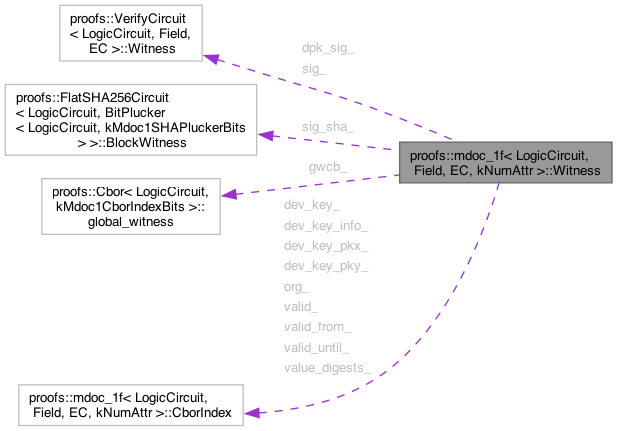 proofs::VerifyCircuit
< LogicCircuit, Field,
EC >::Witness
dpk_sig_
sig_
proofs::FlatSHA256Circuit
< LogicCircuit, BitPlucker
< LogicCircuit, kMdoc1SHAPluckerBits
> >::BlockWitness
sig_sha_
proofs::mdoc_1f< LogicCircuit,
Field, EC, kNumAttr >::Witness
gwcb_
proofs::Cbor< LogicCircuit,
kMdoc1CborIndexBits >::
global_witness
dev_key_
dev_key_info_
dev_key_pkx_
dev_key_pky_
org_
valid_
valid_from_
valid_until_
value_digests_
proofs::mdoc_1f< LogicCircuit,
Field, EC, kNumAttr >::CborIndex